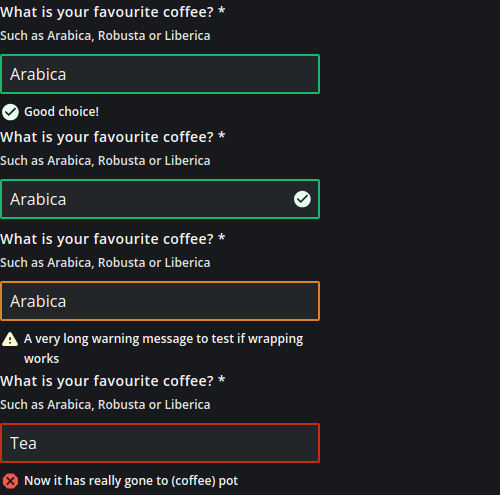 What is your favourite coffee? *
Such as Arabica, Robusta or Liberica
Arabica
Good choice!
What is your favourite coffee? *
Such as Arabica, Robusta or Liberica
Arabica
What is your favourite coffee? *
Such as Arabica, Robusta or Liberica
Arabica
A very long warning message to test if wrapping
works
What is your favourite coffee? *
Such as Arabica, Robusta or Liberica
Tea
Now it has really gone to (coffee) pot